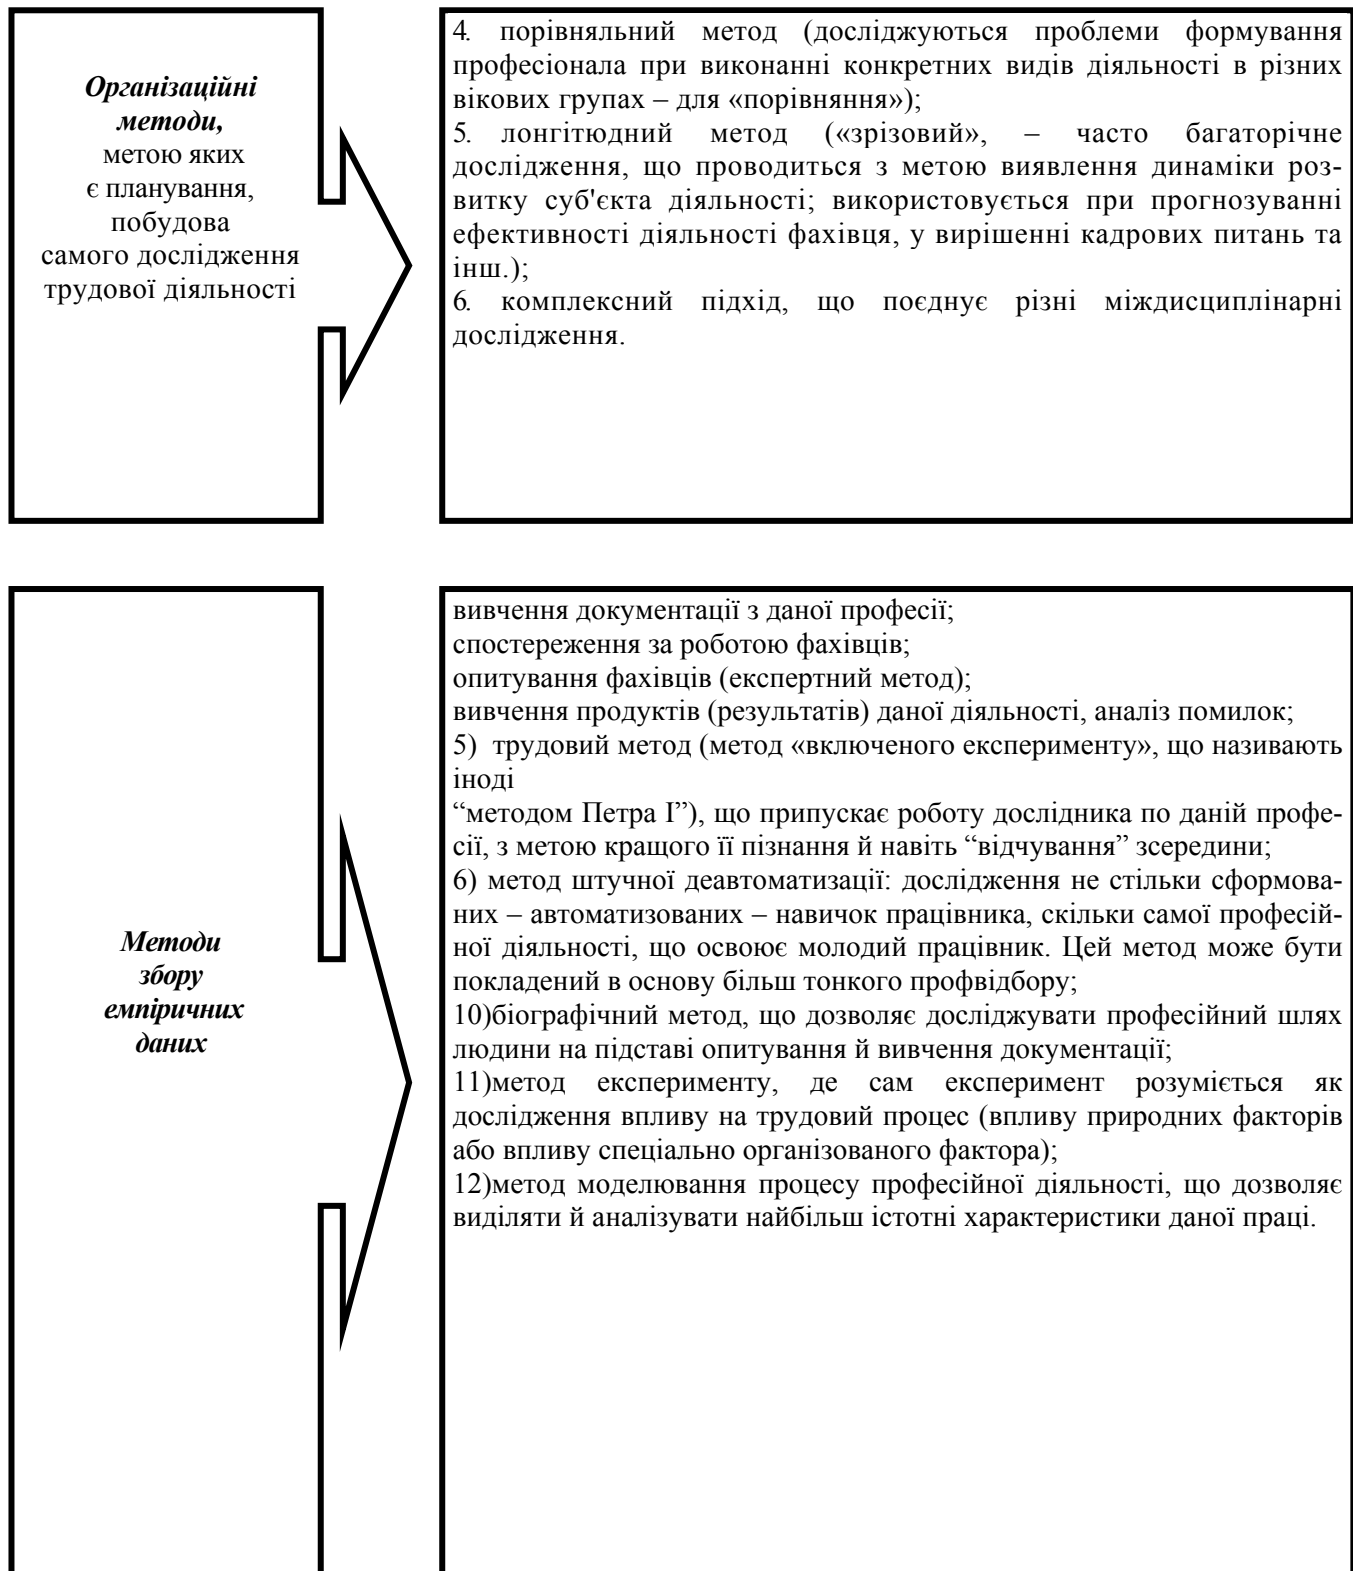 Організаційні
методи,
метою яких
є планування,
побудова
самого дослідження
трудової діяльності
4. порівняльний метод (досліджуються проблеми формування
професіонала при виконанні конкретних видів діяльності в різних
вікових групах – для «порівняння»);
5. лонгітюдний метод («зрізовий», – часто багаторічне
дослідження, що проводиться з метою виявлення динаміки роз-
витку суб'єкта діяльності; використовується при прогнозуванні
ефективності діяльності фахівця, у вирішенні кадрових питань та
інш.);
6. комплексний підхід, що поєднує різні міждисциплінарні
дослідження.
Методи
збору
емпіричних
даних
вивчення документації з даної професії;
спостереження за роботою фахівців;
опитування фахівців (експертний метод);
вивчення продуктів (результатів) даної діяльності, аналіз помилок;
5) трудовий метод (метод «включеного експерименту», що називають
іноді
“методом Петра І”), що припускає роботу дослідника по даній профе-
сії, з метою кращого її пізнання й навіть “відчування” зсередини;
6) метод штучної деавтоматизації: дослідження не стільки сформова-
них – автоматизованих – навичок працівника, скільки самої професій-
ної діяльності, що освоює молодий працівник. Цей метод може бути
покладений в основу більш тонкого профвідбору;
10)біографічний метод, що дозволяє досліджувати професійний шлях
людини на підставі опитування й вивчення документації;
11)метод експерименту, де сам експеримент розуміється як
дослідження впливу на трудовий процес (впливу природних факторів
або впливу спеціально організованого фактора);
12)метод моделювання процесу професійної діяльності, що дозволяє
виділяти й аналізувати найбільш істотні характеристики даної праці.